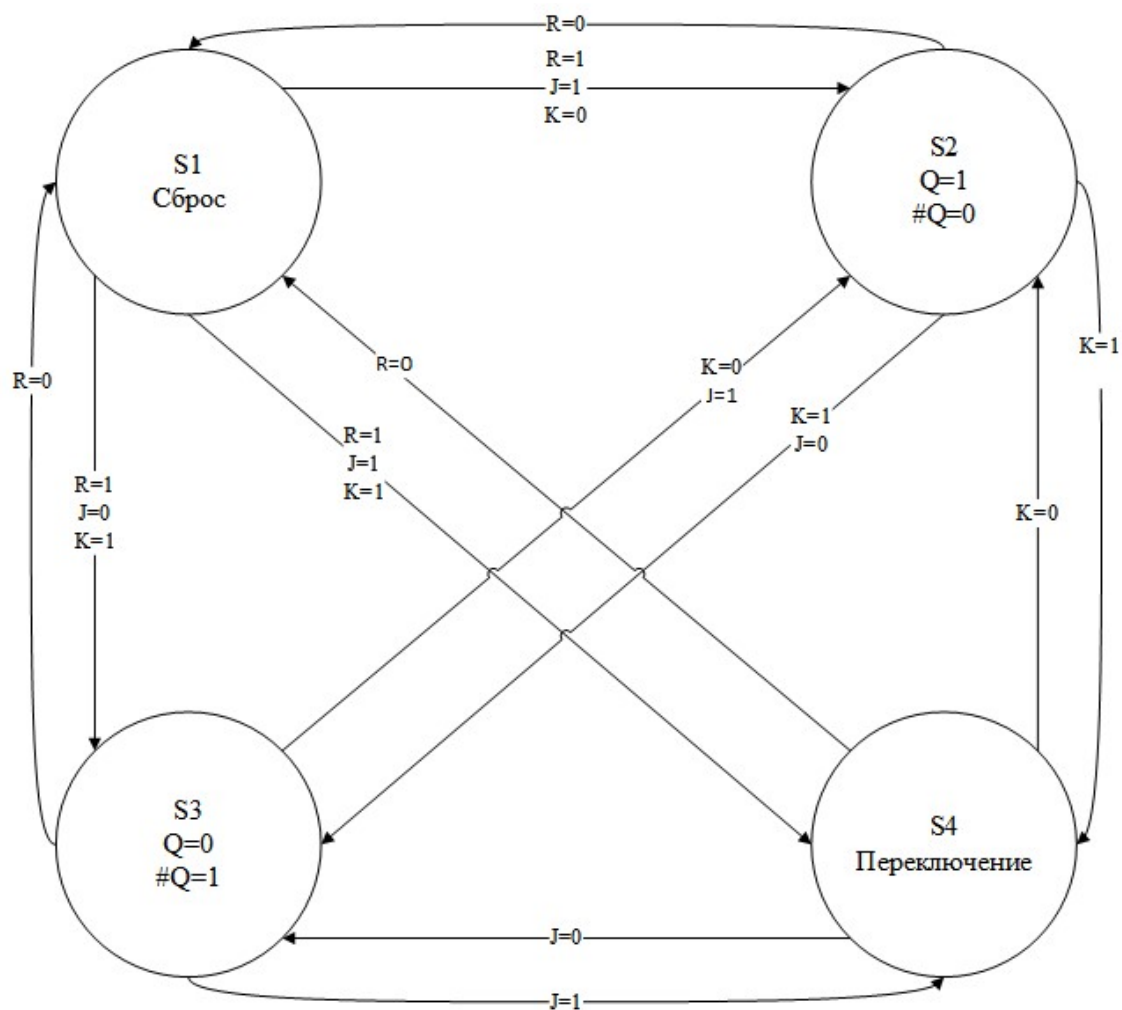 R=0
R=1
J=1
K=0
S1
Сброс
S2
Q=1
#Q=0
K=1
R=0
R=0
K=0
J=1
K=1
J=0
R=1
J=1
K=1
R=1
J=0
K=1
K=0
S3
Q=0
#Q=1
S4
Переключение
J=0
J=1